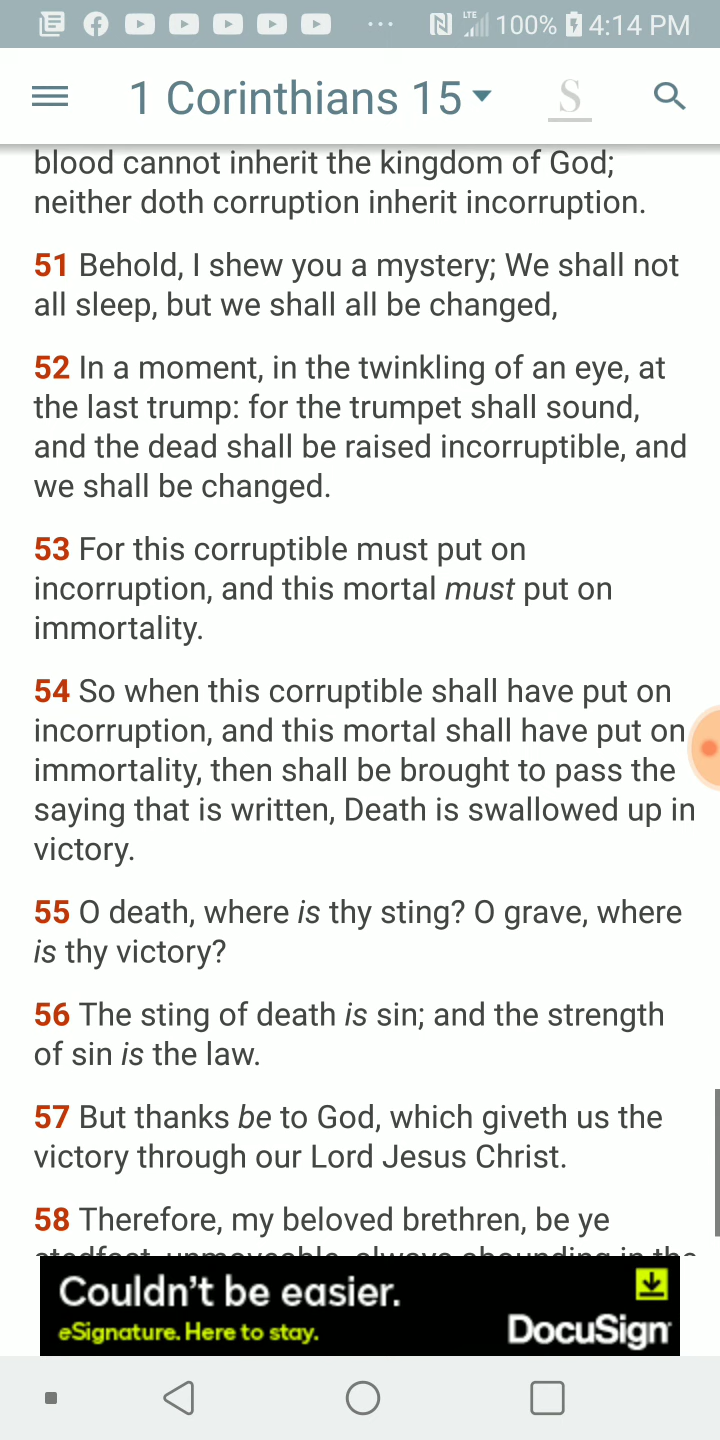 LTE 100% 4:14 PM
1 Corinthians 15
S
blood cannot inherit the kingdom of God;
neither doth corruption inherit incorruption.
51 Behold, I shew you a mystery; We shall not
all sleep, but we shall all be changed,
52 In a moment, in the twinkling of an eye, at
the last trump: for the trumpet shall sound,
and the dead shall be raised incorruptible, and
we shall be changed.
53 For this corruptible must put on
incorruption, and this mortal must put on
immortality.
54 So when this corruptible shall have put on
incorruption, and this mortal shall have put on
immortality, then shall be brought to pass the
saying that is written, Death is swallowed up in
victory.
55 O death, where is thy sting? O grave, where
is thy victory?
56 The sting of death is sin; and the strength
of sin is the law.
57 But thanks be to God, which giveth us the
victory through our Lord Jesus Christ.
58 Therefore, my beloved brethren, be ye
Couldn't be easier.
eSignature. Here to stay.
DocuSign